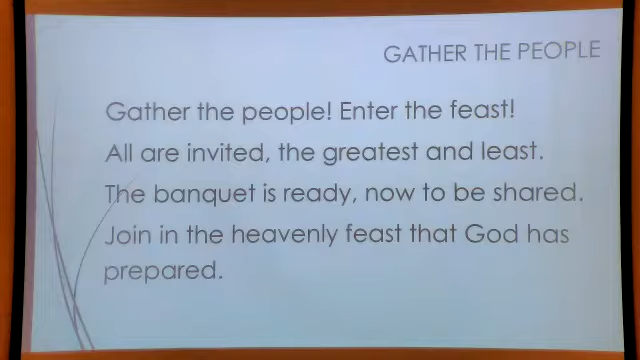 GATHER THE PEOPLE
Gather the people! Enter the feast!
All are invited, the greatest and least.
The banquet is ready, now to be shared.
Join in the heavenly feast that God has
prepared.